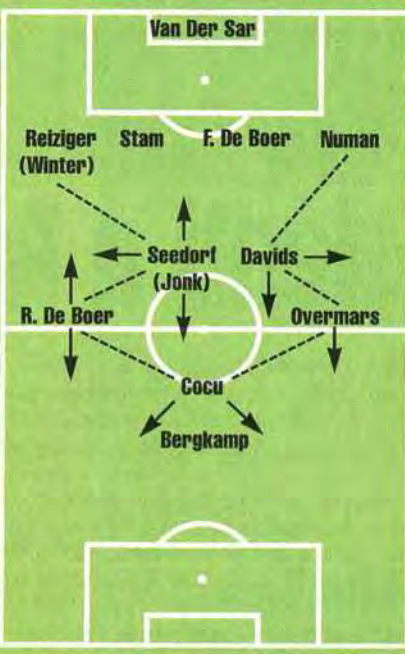 Van Der Sar
Reiziger Stam F. De Boer Numan
(Winter)
Seedorf Davids
(Jonk)
R. De Boer Overmars
Cocu
Bergkamp